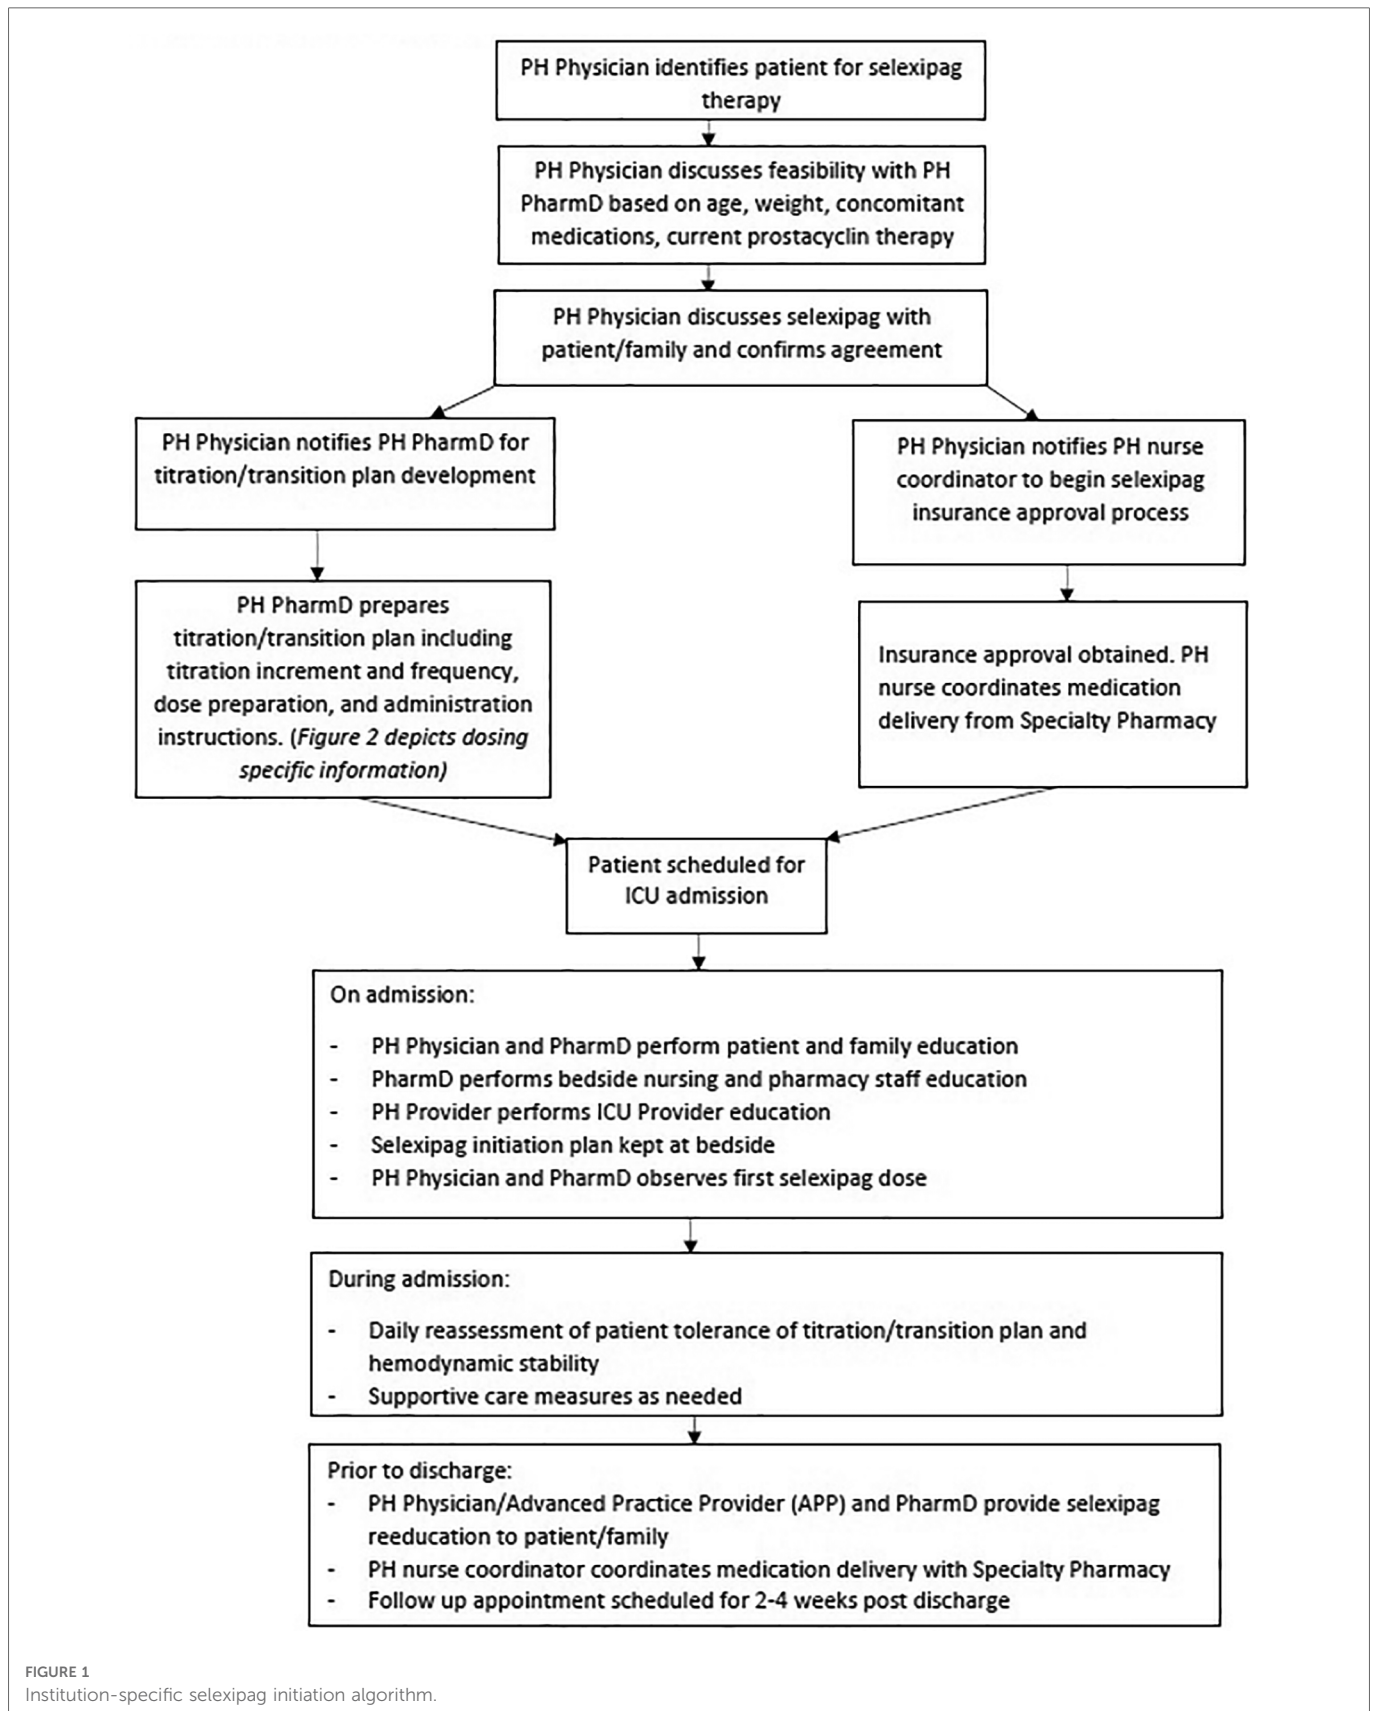 PH Physician identifies patient for selexipag
therapy
PH Physician discusses feasibility with PH
PharmD based on age, weight, concomitant
medications, current prostacyclin therapy
PH Physician discusses selexipag with
patient/family and confirms agreement
PH Physician notifies PH PharmD for
titration/transition plan development
PH Physician notifies PH nurse
coordinator to begin selexipag
insurance approval process
PH PharmD prepares
titration/transition plan including
titration increment and frequency,
dose preparation, and administration
instructions. (Figure 2 depicts dosing
specific information)
Insurance approval obtained. PH
nurse coordinates medication
delivery from Specialty Pharmacy
Patient scheduled for
ICU admission
On admission:
- PH Physician and PharmD perform patient and family education
- PharmD performs bedside nursing and pharmacy staff education
- PH Provider performs ICU Provider education
- Selexipag initiation plan kept at bedside
- PH Physician and PharmD observes first selexipag dose
During admission:
- Daily reassessment of patient tolerance of titration/transition plan and
hemodynamic stability
- Supportive care measures as needed
Prior to discharge:
- PH Physician/Advanced Practice Provider (APP) and PharmD provide selexipag
reeducation to patient/family
- PH nurse coordinator coordinates medication delivery with Specialty Pharmacy
- Follow up appointment scheduled for 2-4 weeks post discharge
FIGURE 1
Institution-specific selexipag initiation algorithm.